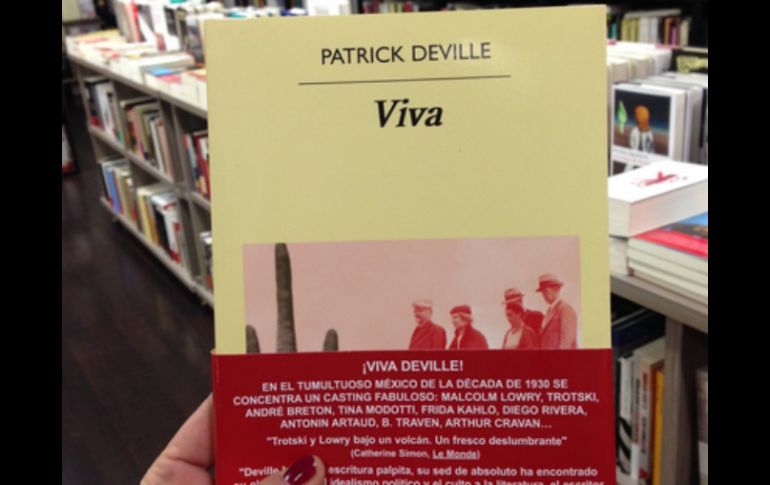 PATRICK DEVILLE
Viva
¡VIVA DEVILLE!
EN EL TUMULTUOSO MÉXICO DE LA DÉCADA DE 1930 SE
CONCENTRA UN CASTING FABULOSO: MALCOLM LOWRY, TROTSKI,
ANDRÉ BRETON, TINA MODOTTI, FRIDA KAHLO, DIEGO RIVERA,
ANTONIN ARTAUD, B. TRAVEN, ARTHUR CRAVAN...
"Trotski y Lowry bajo un volcán. Un fresco deslumbrante"
(Catherine Simon, Le Monde)
"Deville escritura palpita, su sed de absoluto ha encontrado
idealismo político y el culto a la literatura, el escritor